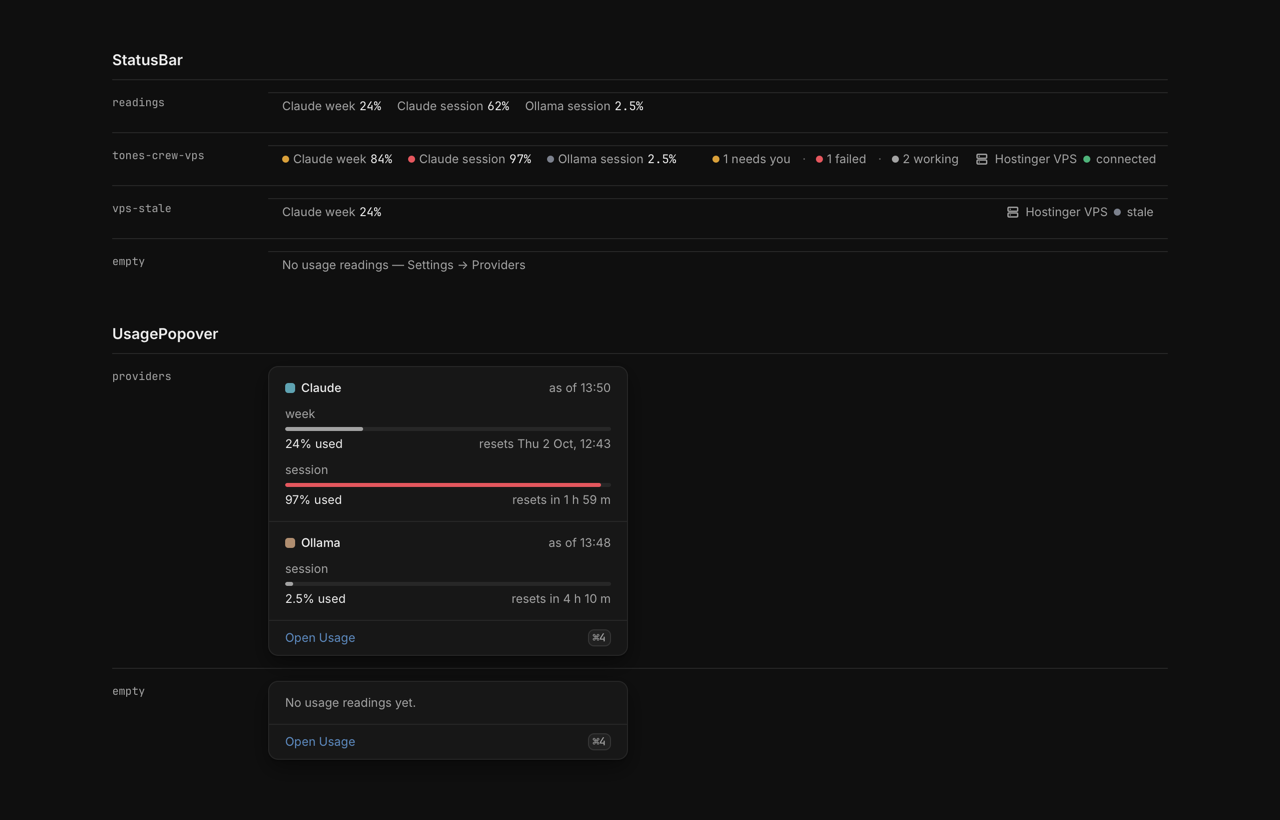 StatusBar
readings
Claude week 24% Claude session 62% Ollama session 2.5%
tones-crew-vps
Claude week 84% Claude session 97% Ollama session 2.5% 1 needs you · 1 failed · 2 working Hostinger VPS connected
vps-stale
Claude week 24% Hostinger VPS stale
empty
No usage readings — Settings → Providers
UsagePopover
providers
Claude as of 13:50
week
24% used resets Thu 2 Oct, 12:43
session
97% used resets in 1 h 59 m
Ollama as of 13:48
session
2.5% used resets in 4 h 10 m
Open Usage ⌘4
empty
No usage readings yet.
Open Usage ⌘4